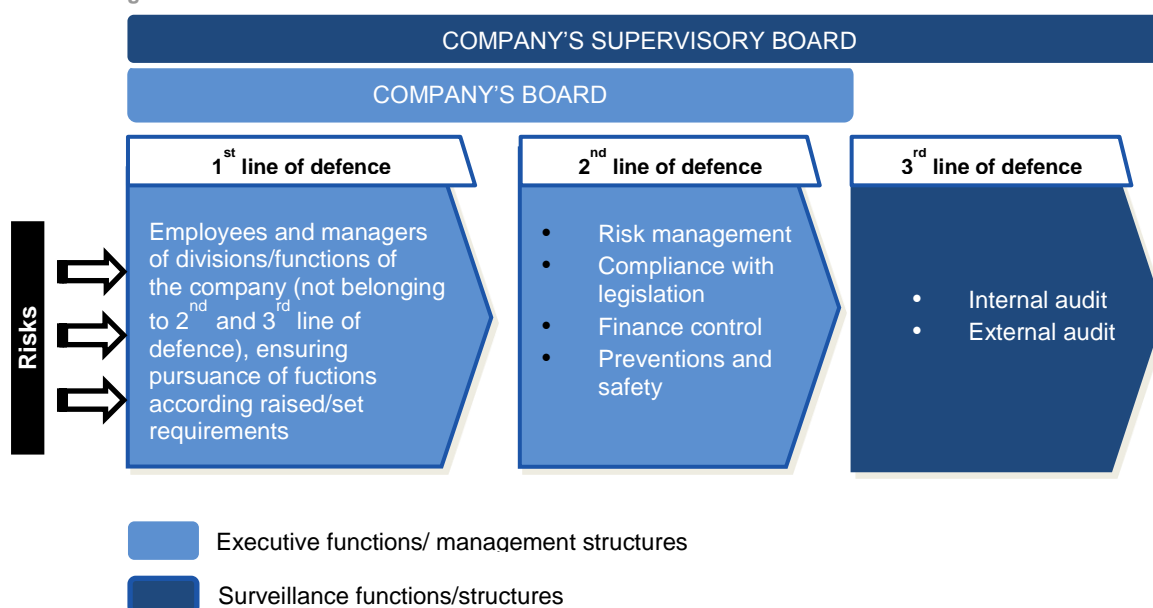 COMPANY'S SUPERVISORY BOARD
COMPANY'S BOARD
1st line of defence
2nd line of defence
3rd line of defence
Risks
Employees and managers
of divisions/functions of
the company (not belonging
to 2nd and 3rd line of
defence), ensuring
pursuance of fuctions
according raised/set
requirements
• Risk management
• Compliance with
legislation
• Finance control
• Preventions and
safety
• Internal audit
• External audit
Executive functions/ management structures
Surveillance functions/structures